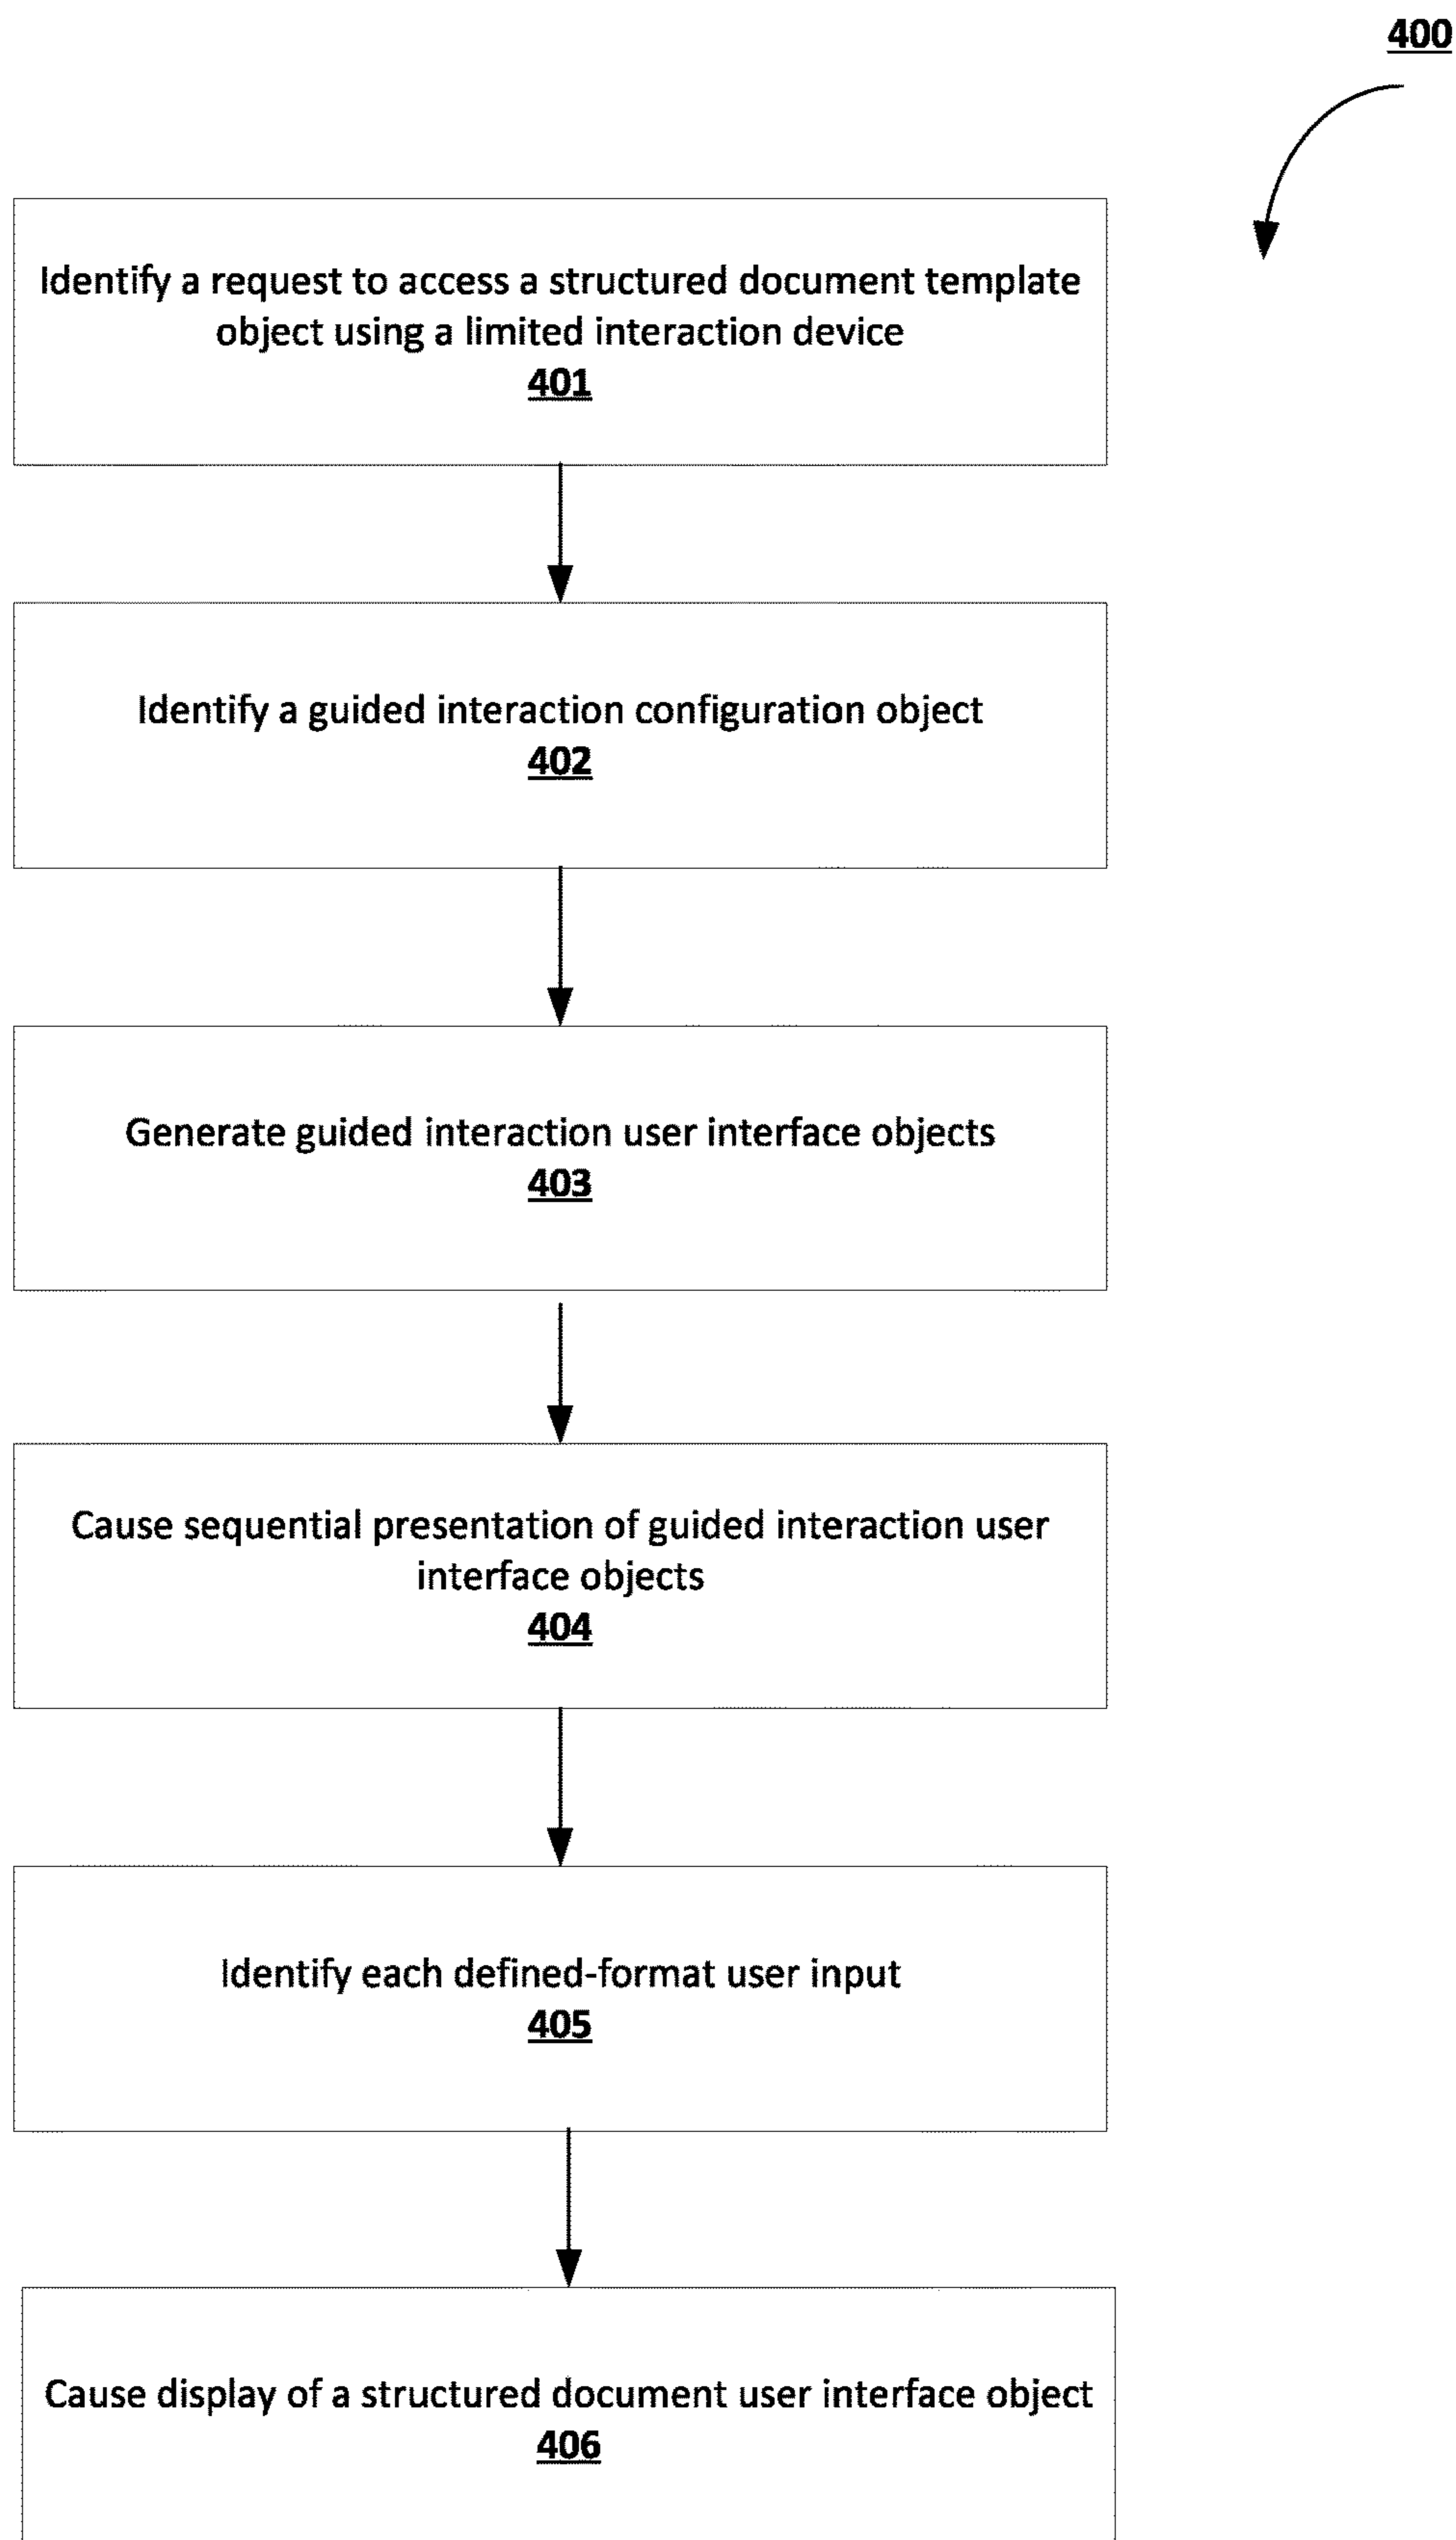 400
Identify a request to access a structured document template
object using a limited interaction device
401
Identify a guided interaction configuration object
402
Generate guided interaction user interface objects
403
Cause sequential presentation of guided interaction user
interface objects
404
Identify each defined-format user input
405
Cause display of a structured document user interface object
406